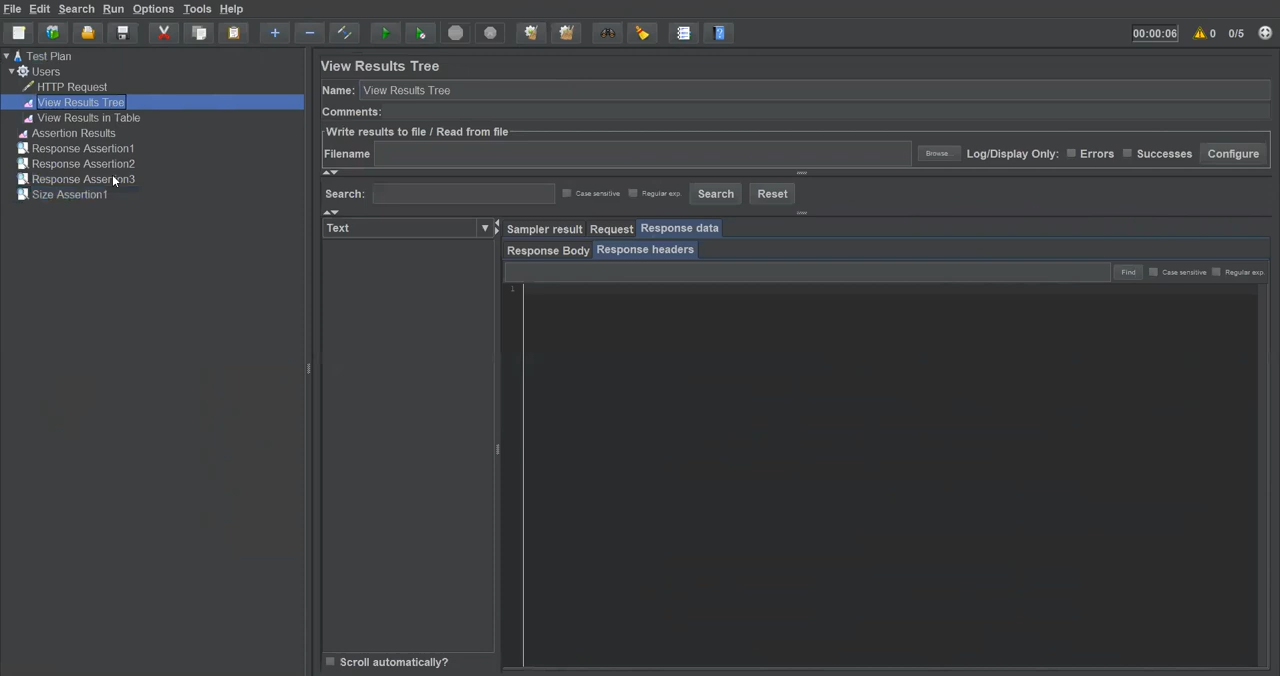 File Edit Search Run Options Tools Help
00:00:06 0 0/5
Test Plan
Users
HTTP Request
View Results Tree
View Results in Table
Assertion Results
Response Assertion1
Response Assertion2
Response Assertion3
Size Assertion1
View Results Tree
Name: View Results Tree
Comments:
Write results to file / Read from file
Filename Browse... Log/Display Only: Errors Successes Configure
Search: Case sensitive Regular exp. Search Reset
Text
Sampler result Request Response data
Response Body Response headers
Find Case sensitive Regular exp.
1
Scroll automatically?